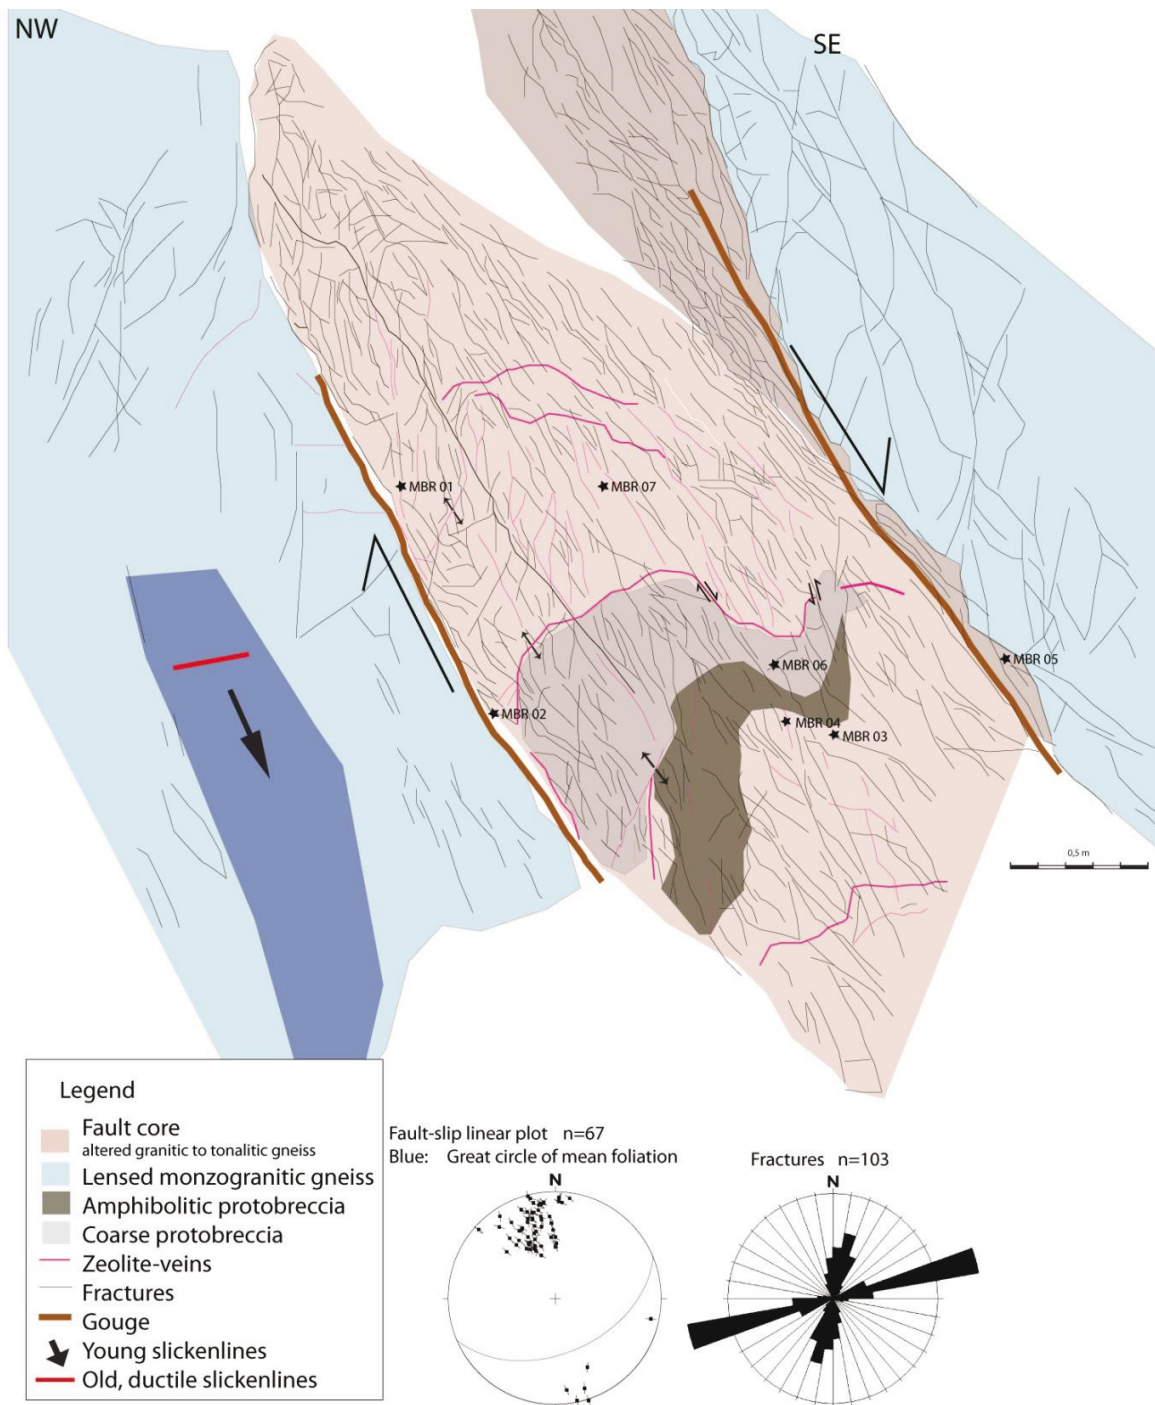 NW
SE
MBR 01
MBR 07
MBR 06
MBR 05
MBR 02
MBR 04
MBR 03
0,5 m
Legend
Fault core
altered granitic to tonalitic gneiss
Lensed monzogranitic gneiss
Amphibolitic protobreccia
Coarse protobreccia
Zeolite-veins
Fractures
Gouge
Young slickenlines
Old, ductile slickenlines
Fault-slip linear plot n=67
Blue: Great circle of mean foliation
N
Fractures n=103
N